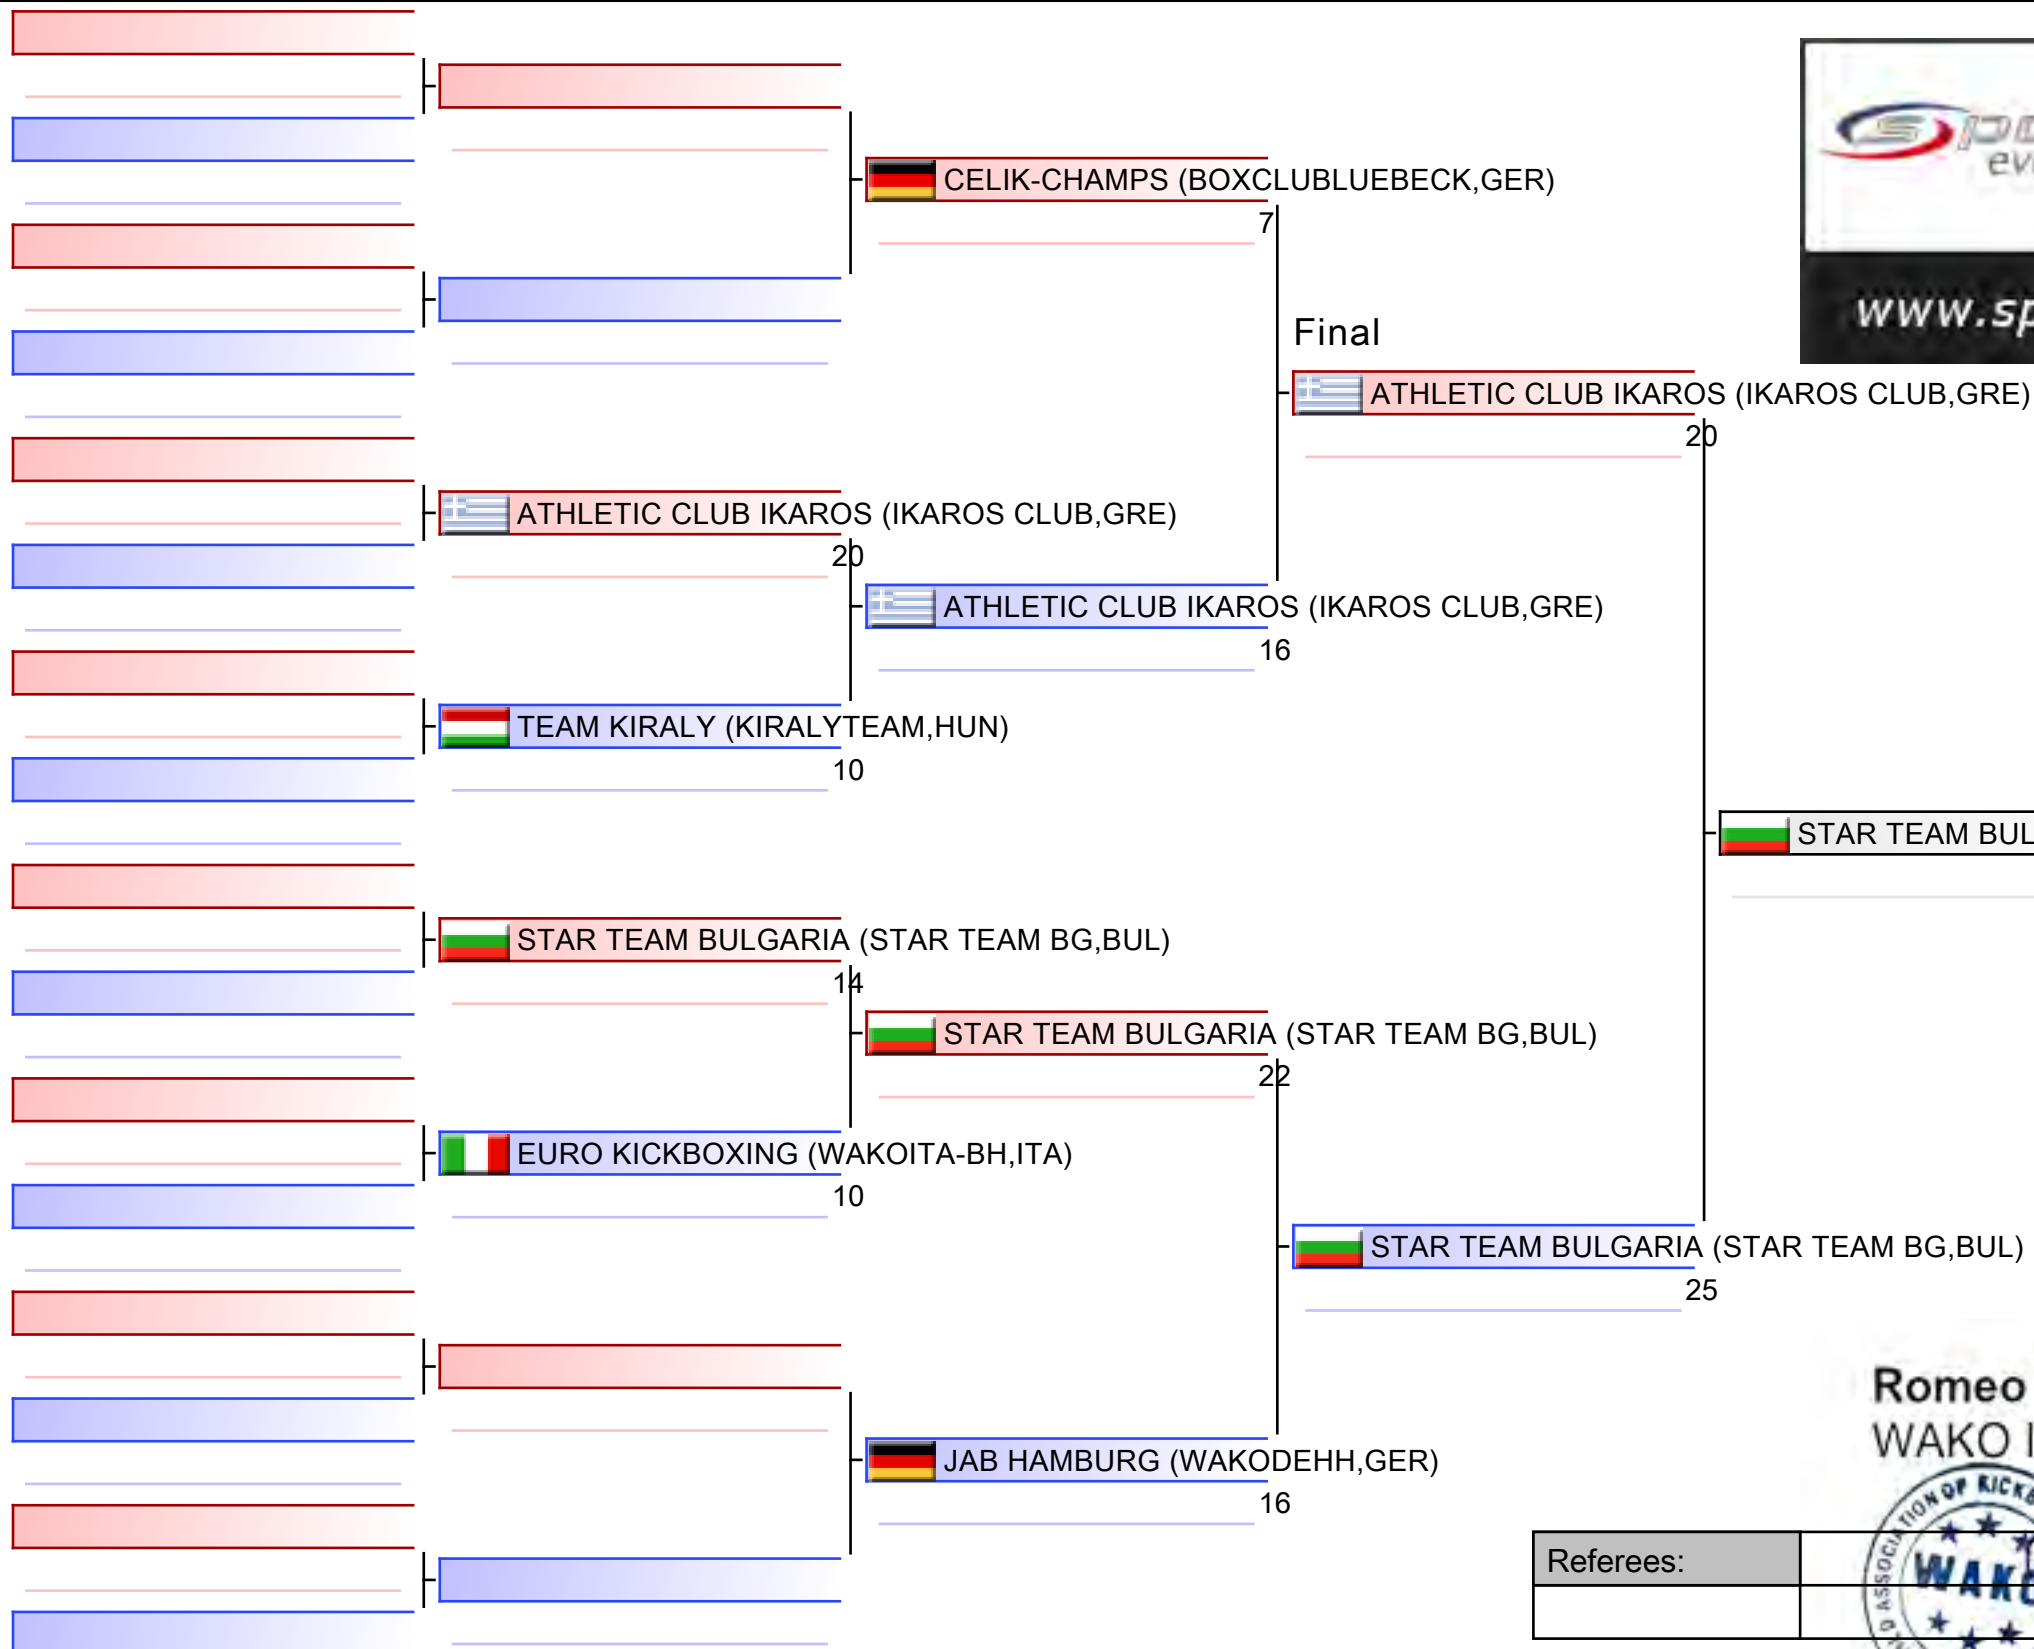 CELIK-CHAMPS (BOXCLUBLUEBECK,GER)
7
www.sp
Final
ATHLETIC CLUB IKAROS (IKAROS CLUB,GRE)
20
ATHLETIC CLUB IKAROS (IKAROS CLUB,GRE)
20
ATHLETIC CLUB IKAROS (IKAROS CLUB,GRE)
16
TEAM KIRALY (KIRALYTEAM,HUN)
10
STAR TEAM BUL
STAR TEAM BULGARIA (STAR TEAM BG,BUL)
14
STAR TEAM BULGARIA (STAR TEAM BG,BUL)
22
EURO KICKBOXING (WAKOITA-BH,ITA)
10
STAR TEAM BULGARIA (STAR TEAM BG,BUL)
25
Romeo
WAKO I
JAB HAMBURG (WAKODEHH,GER)
16
Referees:
WAKO